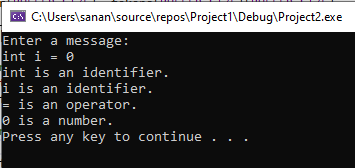 C:\Users\sanan\source\repos\Project1\Debug\Project2.exe
Enter a message:
int i = 0
int is an identifier.
i is an identifier.
= is an operator.
0 is a number.
Press any key to continue . . .